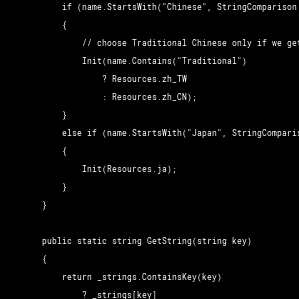 if (name.StartsWith("Chinese", StringComparison
{
// choose Traditional Chinese only if we get
Init(name.Contains("Traditional")
? Resources.zh_TW
: Resources.zh_CN);
}
else if (name.StartsWith("Japan", StringComparis
{
Init(Resources.ja);
}
}
public static string GetString(string key)
{
return _strings.ContainsKey(key)
? _strings[key]